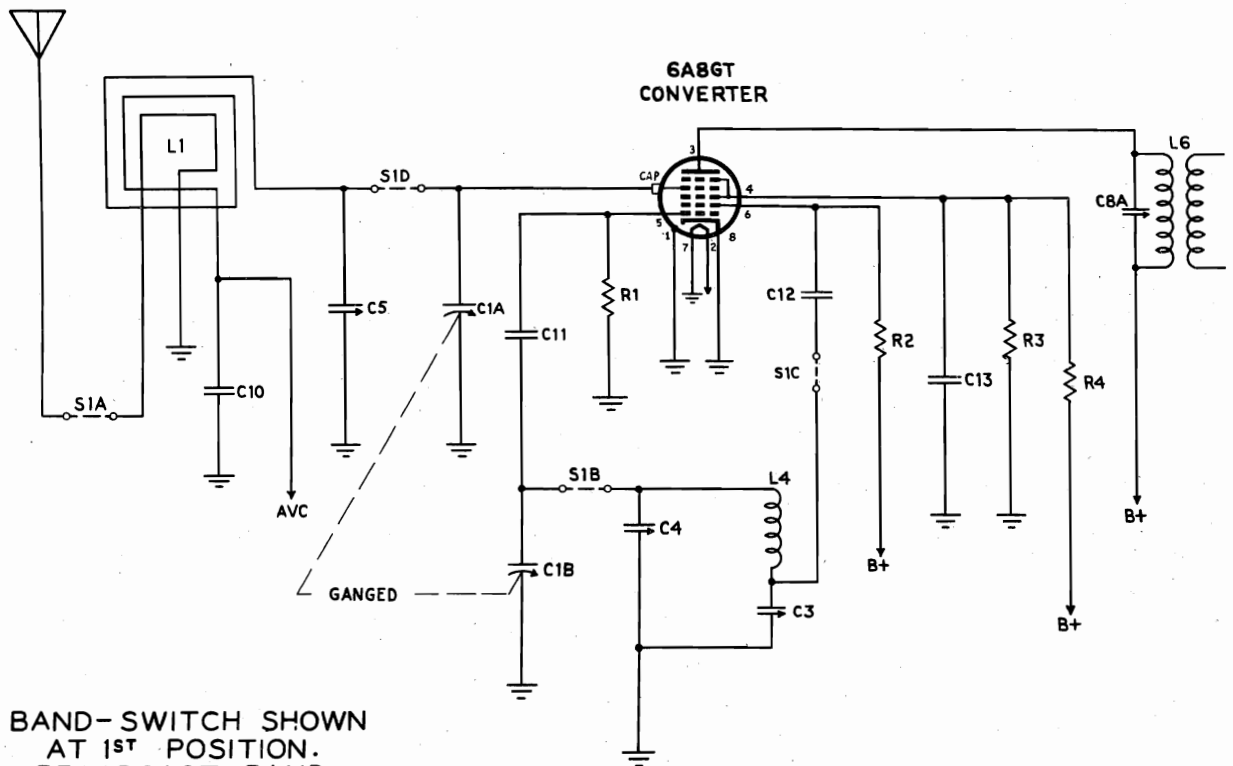 6A8GT
CONVERTER
L1
S1D
CAP
3
4
6
5
1
7
2
8
L6
C8A
C5
C1A
R1
C11
C12
R2
R3
C13
R4
S1C
C10
S1A
AVC
S1B
L4
C4
C1B
C3
GANGED
B+
B+
B+
BAND-SWITCH SHOWN
AT 1ST POSITION.